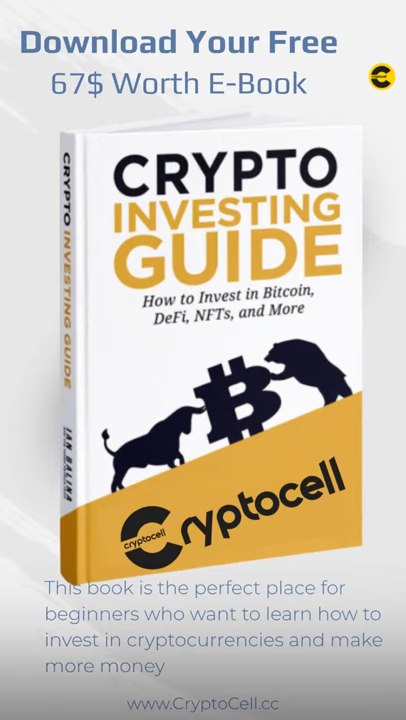 Download Your Free
67$ Worth E-Book
CRYPTO
INVESTING
GUIDE
How to Invest in Bitcoin,
DeFi, NFTs, and More
CRYPTO INVESTING GUIDE
IAN BALINA
cryptocell
Cryptocell
This book is the perfect place for
beginners who want to learn how to
invest in cryptocurrencies and make
more money
www.CryptoCell.cc